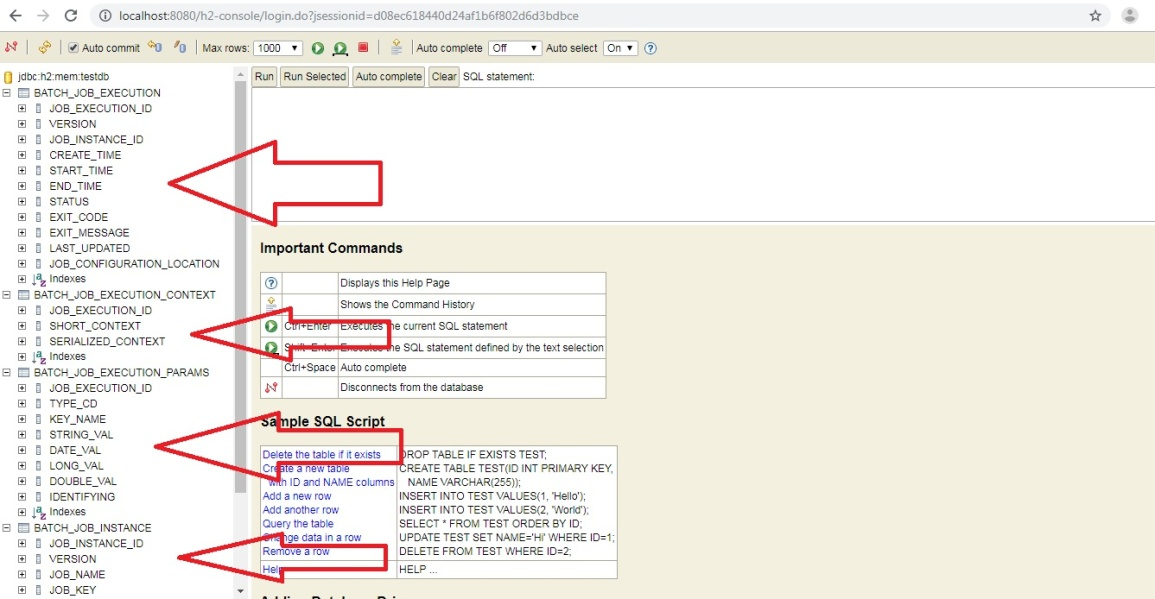 localhost:8080/h2-console/login.do?jsessionid=d08ec618440d24af1b6f802d6d3bdbce
Auto commit Max rows: 1000 Auto complete Off Auto select On
jdbc:h2:mem:testdb
BATCH_JOB_EXECUTION
JOB_EXECUTION_ID
VERSION
JOB_INSTANCE_ID
CREATE_TIME
START_TIME
END_TIME
STATUS
EXIT_CODE
EXIT_MESSAGE
LAST_UPDATED
JOB_CONFIGURATION_LOCATION
Indexes
BATCH_JOB_EXECUTION_CONTEXT
JOB_EXECUTION_ID
SHORT_CONTEXT
SERIALIZED_CONTEXT
Indexes
BATCH_JOB_EXECUTION_PARAMS
JOB_EXECUTION_ID
TYPE_CD
KEY_NAME
STRING_VAL
DATE_VAL
LONG_VAL
DOUBLE_VAL
IDENTIFYING
Indexes
BATCH_JOB_INSTANCE
JOB_INSTANCE_ID
VERSION
JOB_NAME
JOB_KEY
Run Run Selected Auto complete Clear SQL statement:
Important Commands
Displays this Help Page
Shows the Command History
Ctrl+Enter Executes the current SQL statement
Shift+Enter Executes the SQL statement defined by the text selection
Ctrl+Space Auto complete
Disconnects from the database
Sample SQL Script
Delete the table if it exists DROP TABLE IF EXISTS TEST;
Create a new table CREATE TABLE TEST(ID INT PRIMARY KEY,
with ID and NAME columns NAME VARCHAR(255));
Add a new row INSERT INTO TEST VALUES(1, 'Hello');
Add another row INSERT INTO TEST VALUES(2, 'World');
Query the table SELECT * FROM TEST ORDER BY ID;
Change data in a row UPDATE TEST SET NAME='Hi' WHERE ID=1;
Remove a row DELETE FROM TEST WHERE ID=2;
Help HELP ...